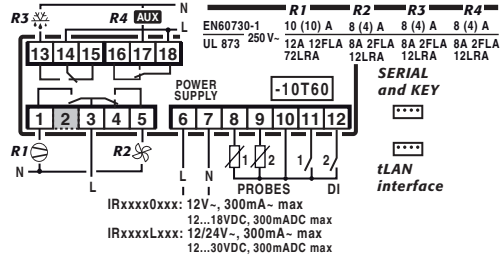 R3 R4 AUX N L
R1 R2 R3 R4
EN60730-1 250 V~ 10 (10) A 8 (4) A 8 (4) A 8 (4) A
UL 873 12A 12FLA 72LRA 8A 2FLA 12LRA 8A 2FLA 12LRA 8A 2FLA 12LRA
13 14 15 16 17 18
SERIAL
and KEY
POWER
SUPPLY
-10T60
1 2 3 4 5 6 7 8 9 10 11 12
R1 R2 1 2 1 2
tLAN
interface
N L L N PROBES DI
IRxxxx0xxx: 12V~, 300mA~ max
12...18VDC, 300mADC max
IRxxxxLxxx: 12/24V~, 300mA~ max
12...30VDC, 300mADC max